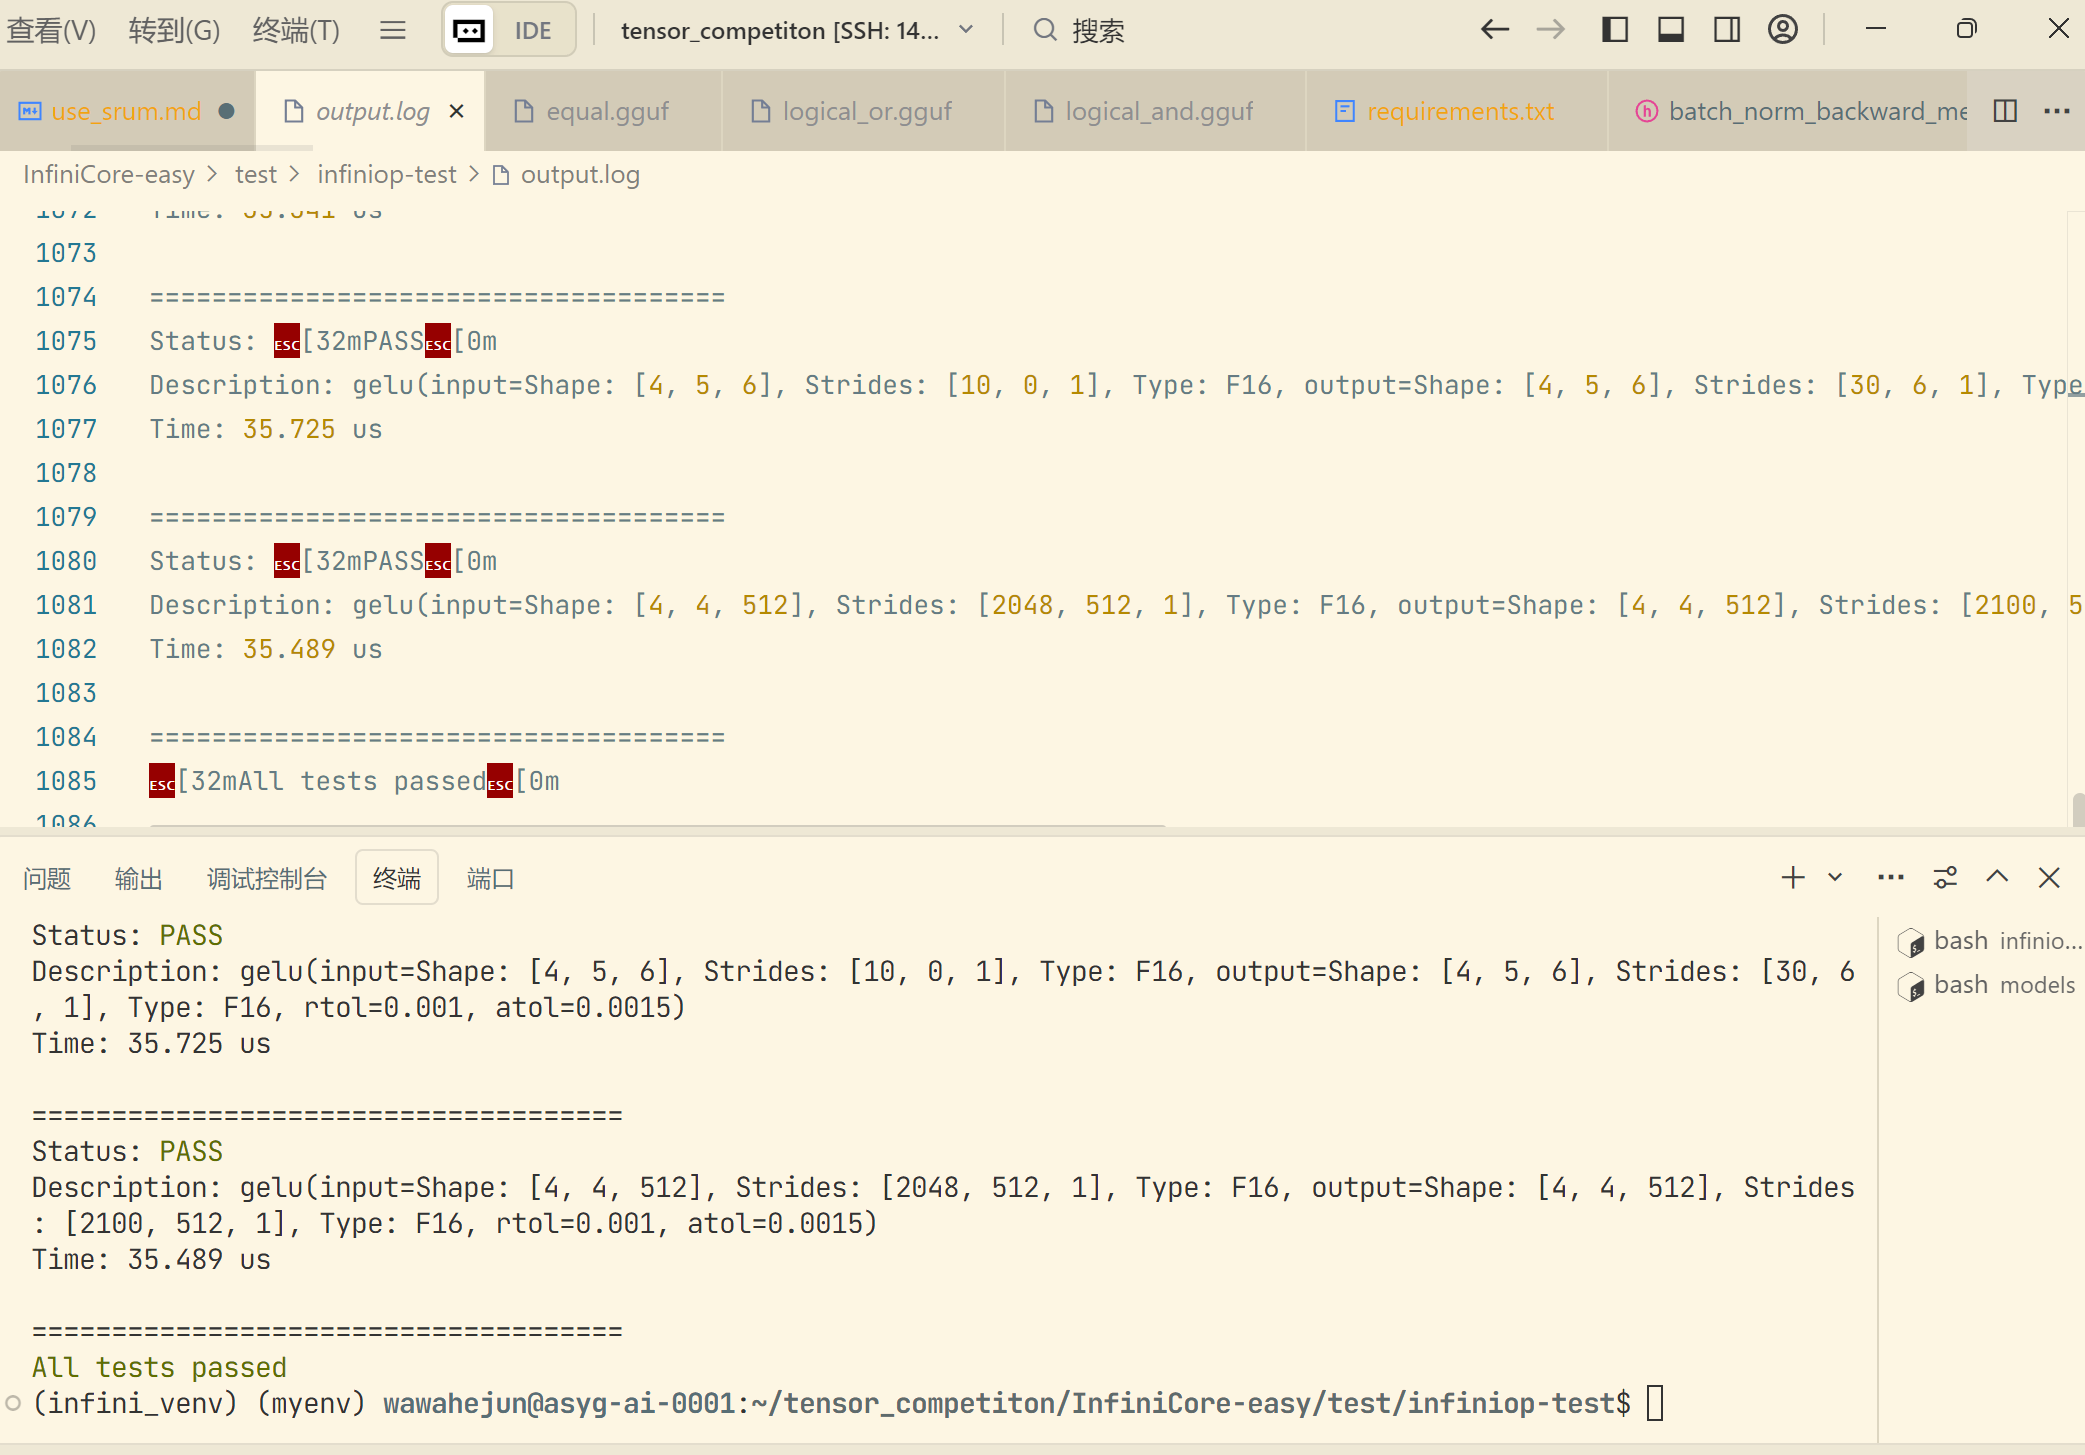 查看(V) 转到(G) 终端(T) IDE tensor_competiton [SSH: 14... 搜索
use_srum.md output.log equal.gguf logical_or.gguf logical_and.gguf requirements.txt batch_norm_backward_me
InfiniCore-easy > test > infiniop-test > output.log
1072 Time: 35.341 us
1073
1074 =====================================
1075 Status: ESC[32mPASSESC[0m
1076 Description: gelu(input=Shape: [4, 5, 6], Strides: [10, 0, 1], Type: F16, output=Shape: [4, 5, 6], Strides: [30, 6, 1], Type
1077 Time: 35.725 us
1078
1079 =====================================
1080 Status: ESC[32mPASSESC[0m
1081 Description: gelu(input=Shape: [4, 4, 512], Strides: [2048, 512, 1], Type: F16, output=Shape: [4, 4, 512], Strides: [2100, 5
1082 Time: 35.489 us
1083
1084 =====================================
1085 ESC[32mAll tests passedESC[0m
1086
问题 输出 调试控制台 终端 端口
Status: PASS
Description: gelu(input=Shape: [4, 5, 6], Strides: [10, 0, 1], Type: F16, output=Shape: [4, 5, 6], Strides: [30, 6
, 1], Type: F16, rtol=0.001, atol=0.0015)
Time: 35.725 us
=====================================
Status: PASS
Description: gelu(input=Shape: [4, 4, 512], Strides: [2048, 512, 1], Type: F16, output=Shape: [4, 4, 512], Strides
: [2100, 512, 1], Type: F16, rtol=0.001, atol=0.0015)
Time: 35.489 us
=====================================
All tests passed
(infini_venv) (myenv) wawahejun@asyg-ai-0001:~/tensor_competiton/InfiniCore-easy/test/infiniop-test$
bash infinio...
bash models